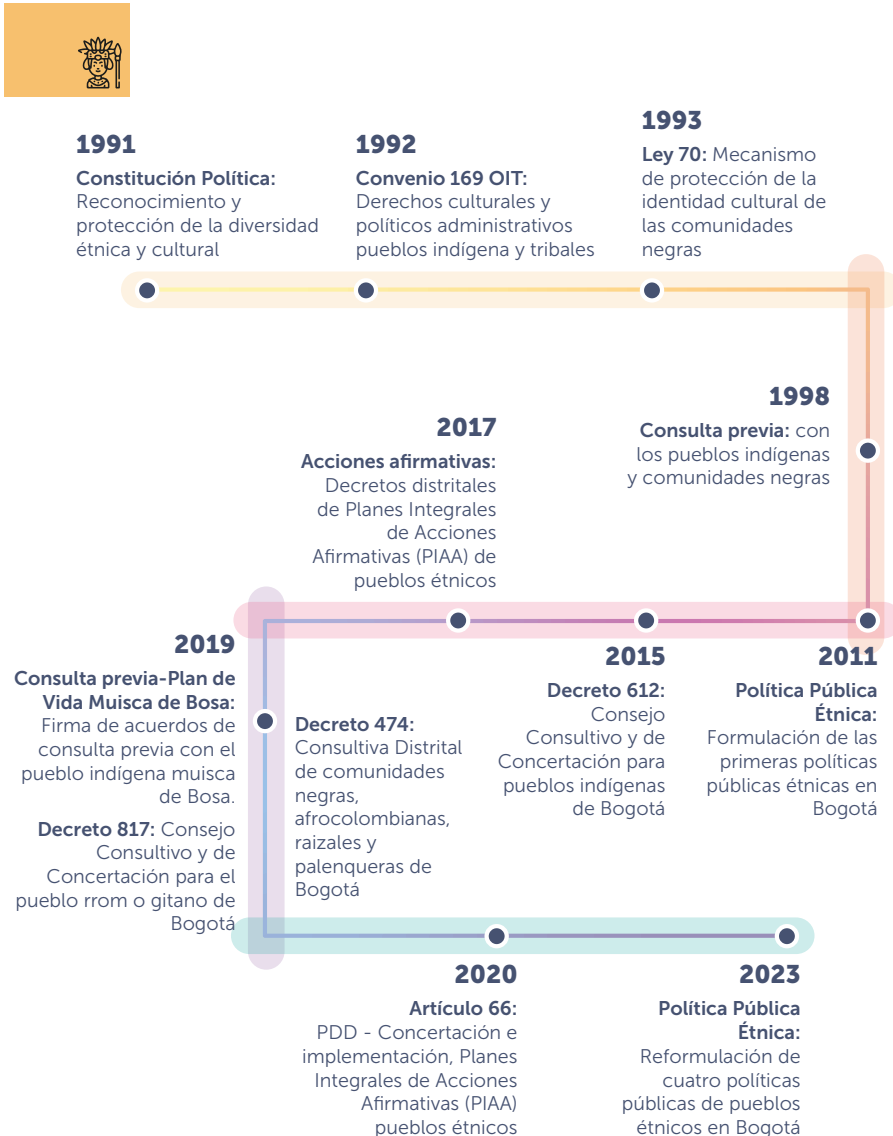 1991
Constitución Política:
Reconocimiento y
protección de la diversidad
étnica y cultural
1992
Convenio 169 OIT:
Derechos culturales y
políticos administrativos
pueblos indígena y tribales
1993
Ley 70: Mecanismo
de protección de la
identidad cultural de
las comunidades
negras
1998
Consulta previa: con
los pueblos indígenas
y comunidades negras
2011
Política Pública
Étnica:
Formulación de las
primeras políticas
públicas étnicas en
Bogotá
2015
Decreto 612:
Consejo
Consultivo y de
Concertación para
pueblos indígenas
de Bogotá
2017
Acciones afirmativas:
Decretos distritales
de Planes Integrales
de Acciones
Afirmativas (PIAA) de
pueblos étnicos
2019
Consulta previa-Plan de
Vida Muisca de Bosa:
Firma de acuerdos de
consulta previa con el
pueblo indígena muisca
de Bosa.
Decreto 817: Consejo
Consultivo y de
Concertación para el
pueblo rrom o gitano de
Bogotá
Decreto 474:
Consultiva Distrital
de comunidades
negras,
afrocolombianas,
raizales y
palenqueras de
Bogotá
2020
Artículo 66:
PDD - Concertación e
implementación, Planes
Integrales de Acciones
Afirmativas (PIAA)
pueblos étnicos
2023
Política Pública
Étnica:
Reformulación de
cuatro políticas
públicas de pueblos
étnicos en Bogotá